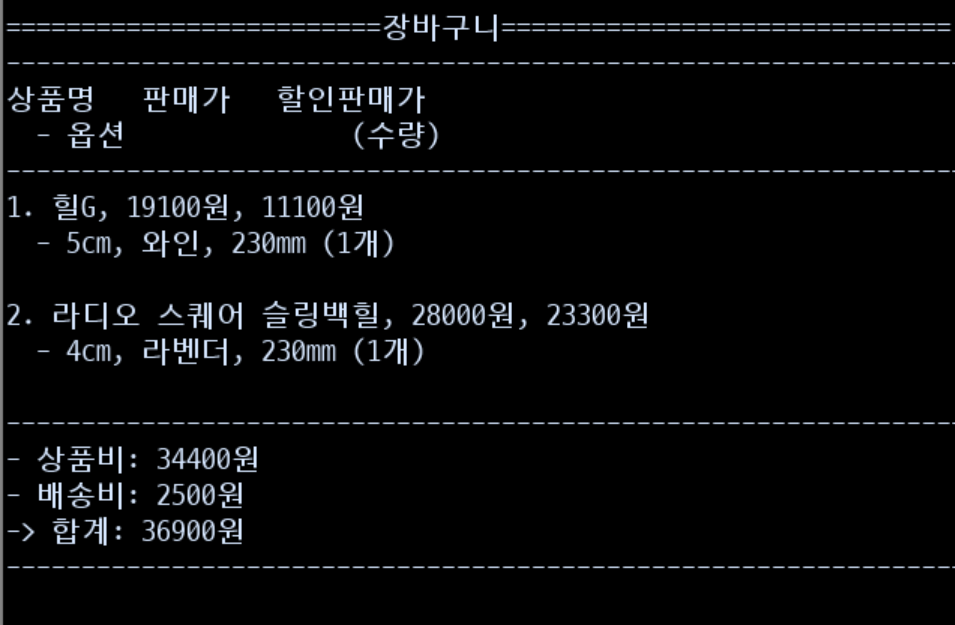 =========================장바구니==============================
---------------------------------------------------------------
상품명   판매가   할인판매가
  - 옵션               (수량)
---------------------------------------------------------------
1. 힐G, 19100원, 11100원
  - 5cm, 와인, 230mm (1개)
2. 라디오 스퀘어 슬링백힐, 28000원, 23300원
  - 4cm, 라벤더, 230mm (1개)
---------------------------------------------------------------
- 상품비: 34400원
- 배송비: 2500원
-> 합계: 36900원
---------------------------------------------------------------